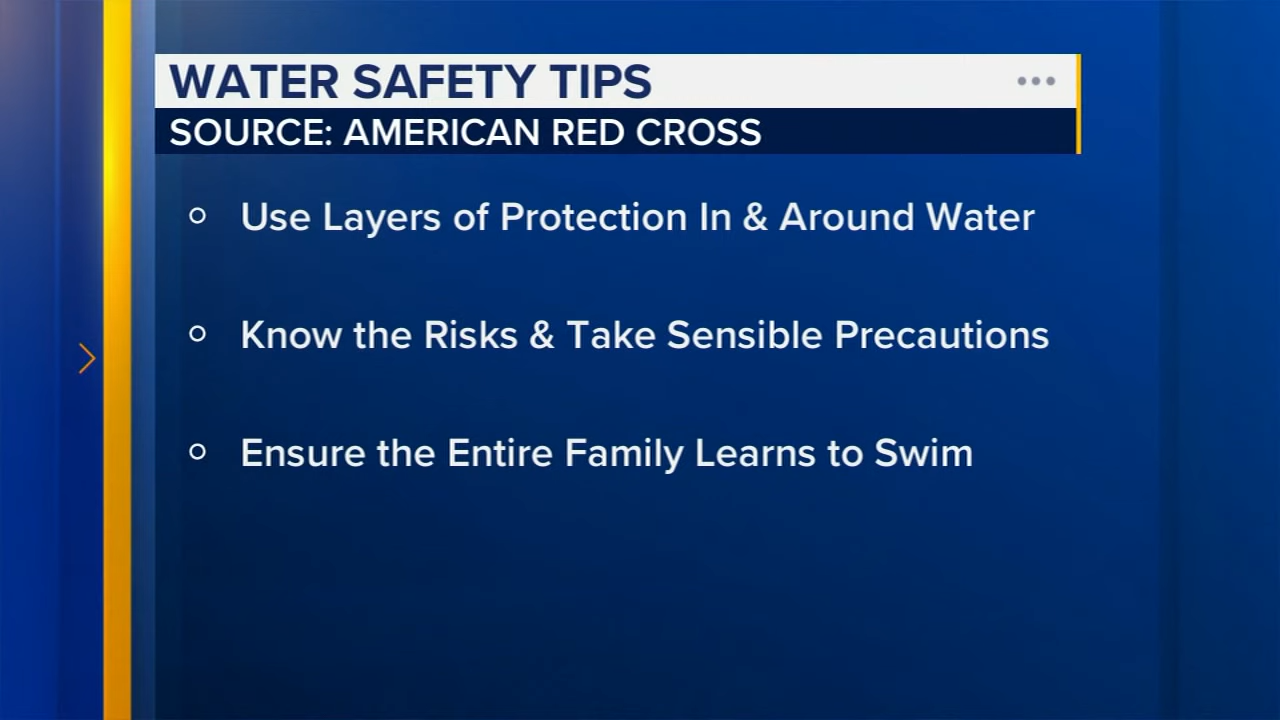 WATER SAFETY TIPS
SOURCE: AMERICAN RED CROSS
Use Layers of Protection In & Around Water
Know the Risks & Take Sensible Precautions
Ensure the Entire Family Learns to Swim